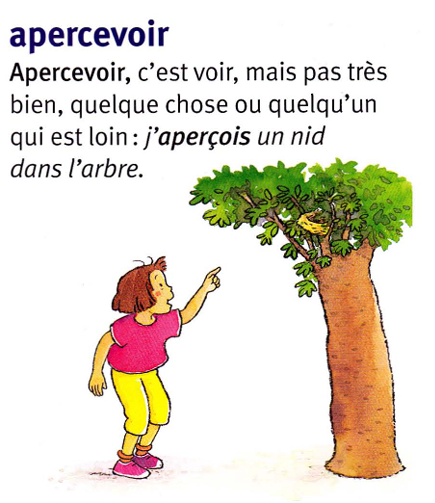 apercevoir
Apercevoir, c'est voir, mais pas très
bien, quelque chose ou quelqu'un
qui est loin : j'aperçois un nid
dans l'arbre.